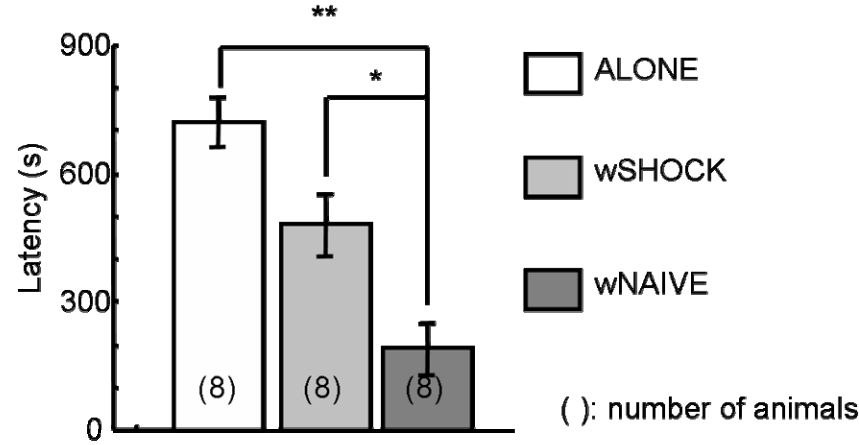 **
900
ALONE
*
600
wSHOCK
Latency (s)
wNAIVE
300
(8)
(8)
(8)
( ): number of animals
0